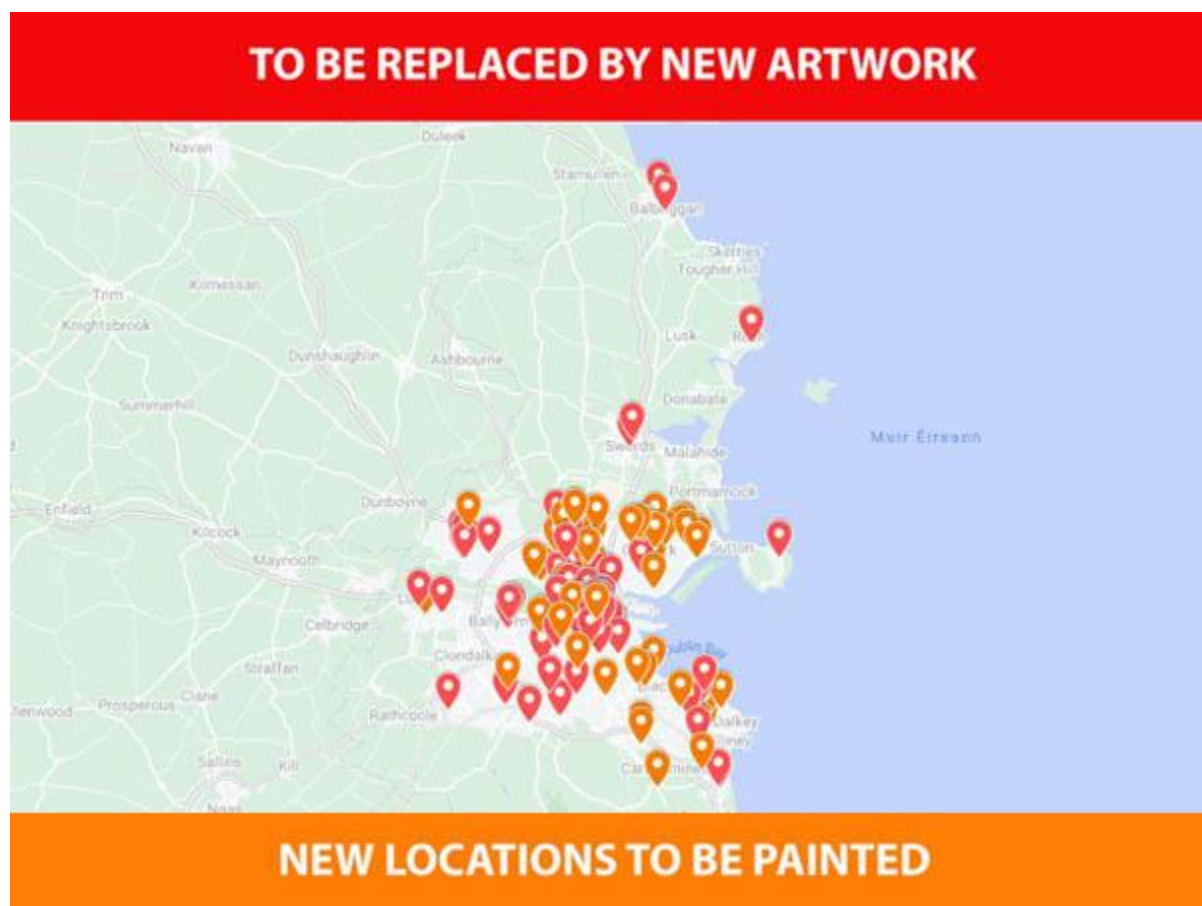 TO BE REPLACED BY NEW ARTWORK
Duleek
Navan
Stamullen
Balbriggan
Skerries
Tougher Hill
Trim
Kilmessan
Knightsbrook
Lusk
Dunshaughlin
Ashbourne
Donabate
Summerhill
Muir Éireann
Swords
Malahide
Dunboyne
Portmarnock
Enfield
Kilcock
Sutton
Maynooth
Celbridge
Clondalkin
Dublin Bay
Straffan
Clane
Prosperous
Rathcoole
Dalkey
Sallins
Kill
Naas
NEW LOCATIONS TO BE PAINTED